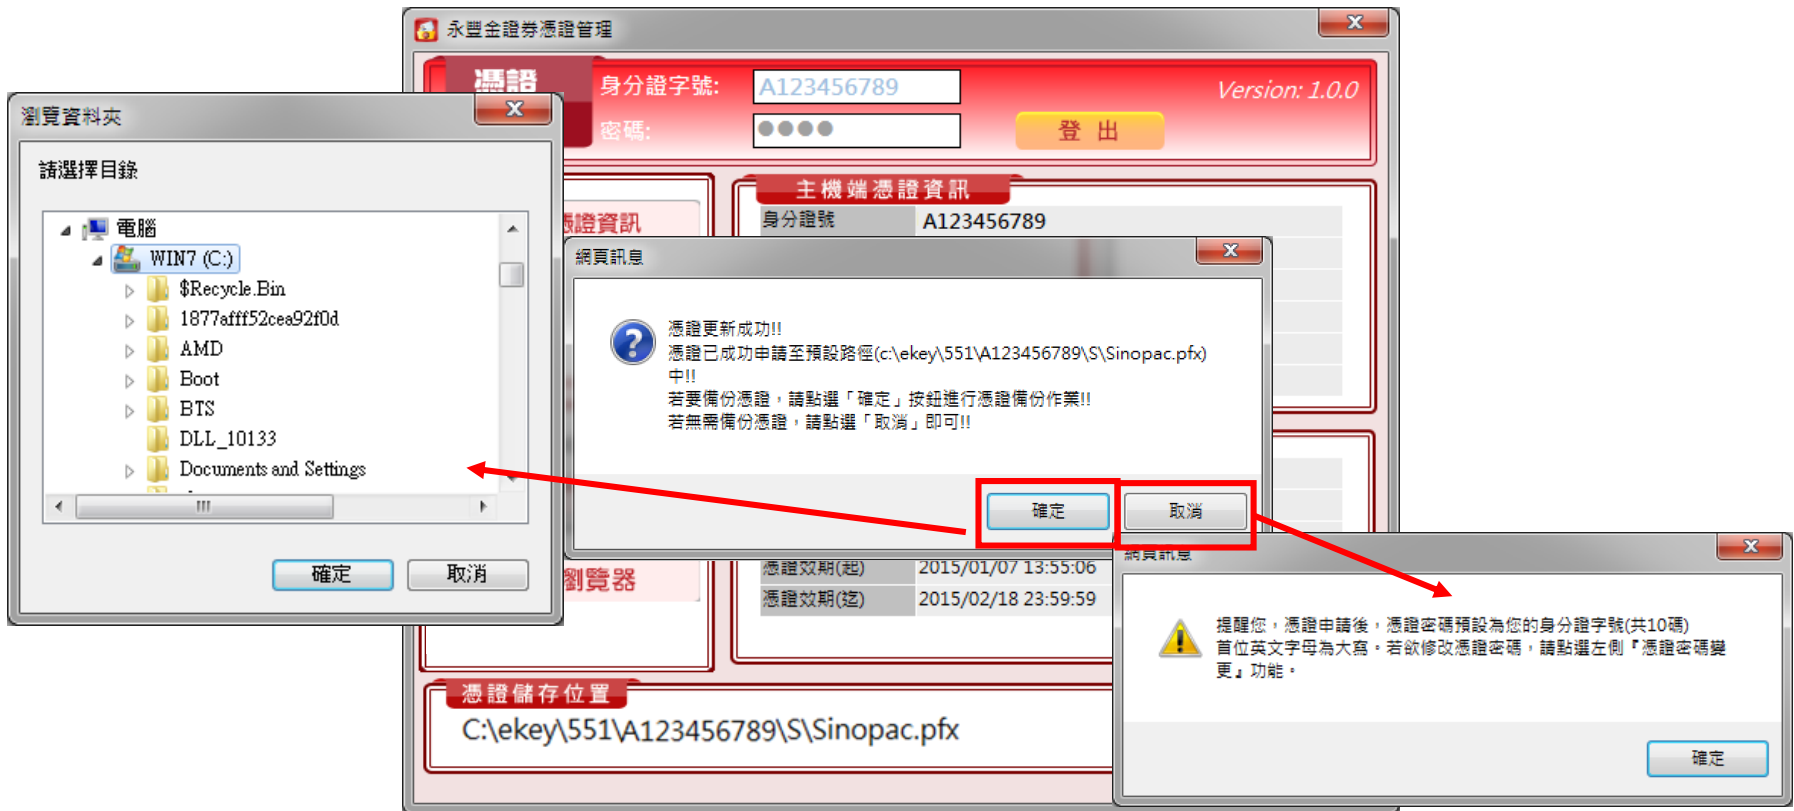 永豐金證券憑證管理
憑證
身分證字號:
A123456789
Version: 1.0.0
密碼:
登 出
瀏覽資料夾
請選擇目錄
電腦
WIN7 (C:)
$Recycle.Bin
1877afff52cea92f0d
AMD
Boot
BTS
DLL_10133
Documents and Settings
確定
取消
憑證資訊
主機端憑證資訊
身分證號
A123456789
網頁訊息
憑證更新成功!!
憑證已成功申請至預設路徑(c:\ekey\551\A123456789\S\Sinopac.pfx)
中!!
若要備份憑證，請點選「確定」按鈕進行憑證備份作業!!
若無需備份憑證，請點選「取消」即可!!
確定
取消
瀏覽器
憑證效期(起)
2015/01/07 13:55:06
憑證效期(迄)
2015/02/18 23:59:59
網頁訊息
提醒您，憑證申請後，憑證密碼預設為您的身分證字號(共10碼)
首位英文字母為大寫。若欲修改憑證密碼，請點選左側『憑證密碼變
更』功能。
確定
憑證儲存位置
C:\ekey\551\A123456789\S\Sinopac.pfx